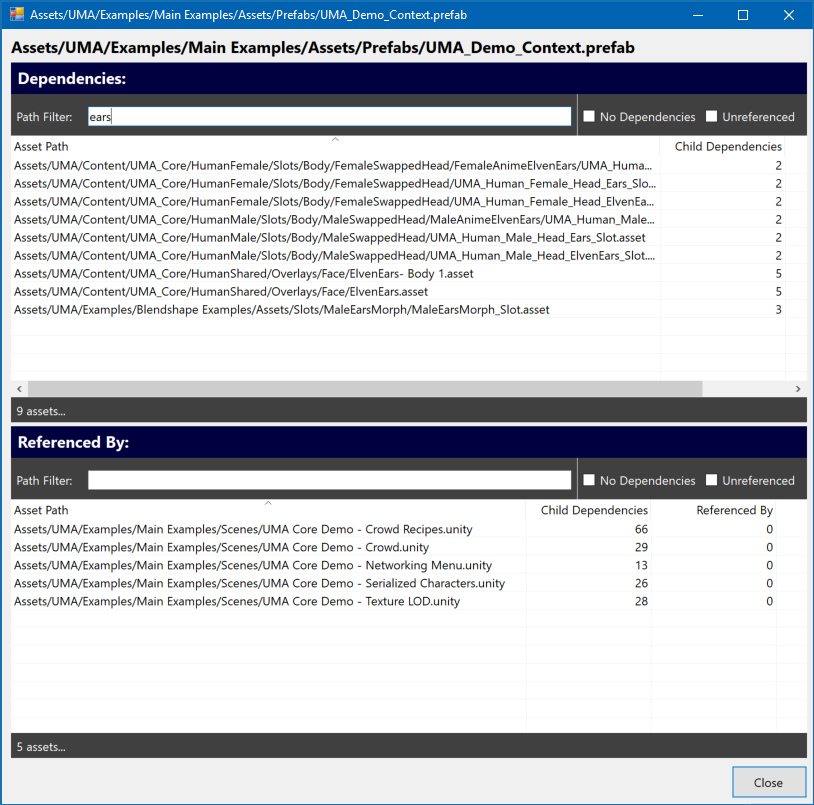 Assets/UMA/Examples/Main Examples/Assets/Prefabs/UMA_Demo_Context.prefab
Assets/UMA/Examples/Main Examples/Assets/Prefabs/UMA_Demo_Context.prefab
Dependencies:
Path Filter: ears No Dependencies Unreferenced
Asset Path Child Dependencies
Assets/UMA/Content/UMA_Core/HumanFemale/Slots/Body/FemaleSwappedHead/FemaleAnimeElvenEars/UMA_Huma... 2
Assets/UMA/Content/UMA_Core/HumanFemale/Slots/Body/FemaleSwappedHead/UMA_Human_Female_Head_Ears_Slo... 2
Assets/UMA/Content/UMA_Core/HumanFemale/Slots/Body/FemaleSwappedHead/UMA_Human_Female_Head_ElvenEa... 2
Assets/UMA/Content/UMA_Core/HumanMale/Slots/Body/MaleSwappedHead/MaleAnimeElvenEars/UMA_Human_Male... 2
Assets/UMA/Content/UMA_Core/HumanMale/Slots/Body/MaleSwappedHead/UMA_Human_Male_Head_Ears_Slot.asset 2
Assets/UMA/Content/UMA_Core/HumanMale/Slots/Body/MaleSwappedHead/UMA_Human_Male_Head_ElvenEars_Slot.... 2
Assets/UMA/Content/UMA_Core/HumanShared/Overlays/Face/ElvenEars- Body 1.asset 5
Assets/UMA/Content/UMA_Core/HumanShared/Overlays/Face/ElvenEars.asset 5
Assets/UMA/Examples/Blendshape Examples/Assets/Slots/MaleEarsMorph/MaleEarsMorph_Slot.asset 3
9 assets...
Referenced By:
Path Filter: No Dependencies Unreferenced
Asset Path Child Dependencies Referenced By
Assets/UMA/Examples/Main Examples/Scenes/UMA Core Demo - Crowd Recipes.unity 66 0
Assets/UMA/Examples/Main Examples/Scenes/UMA Core Demo - Crowd.unity 29 0
Assets/UMA/Examples/Main Examples/Scenes/UMA Core Demo - Networking Menu.unity 13 0
Assets/UMA/Examples/Main Examples/Scenes/UMA Core Demo - Serialized Characters.unity 26 0
Assets/UMA/Examples/Main Examples/Scenes/UMA Core Demo - Texture LOD.unity 28 0
5 assets...
Close